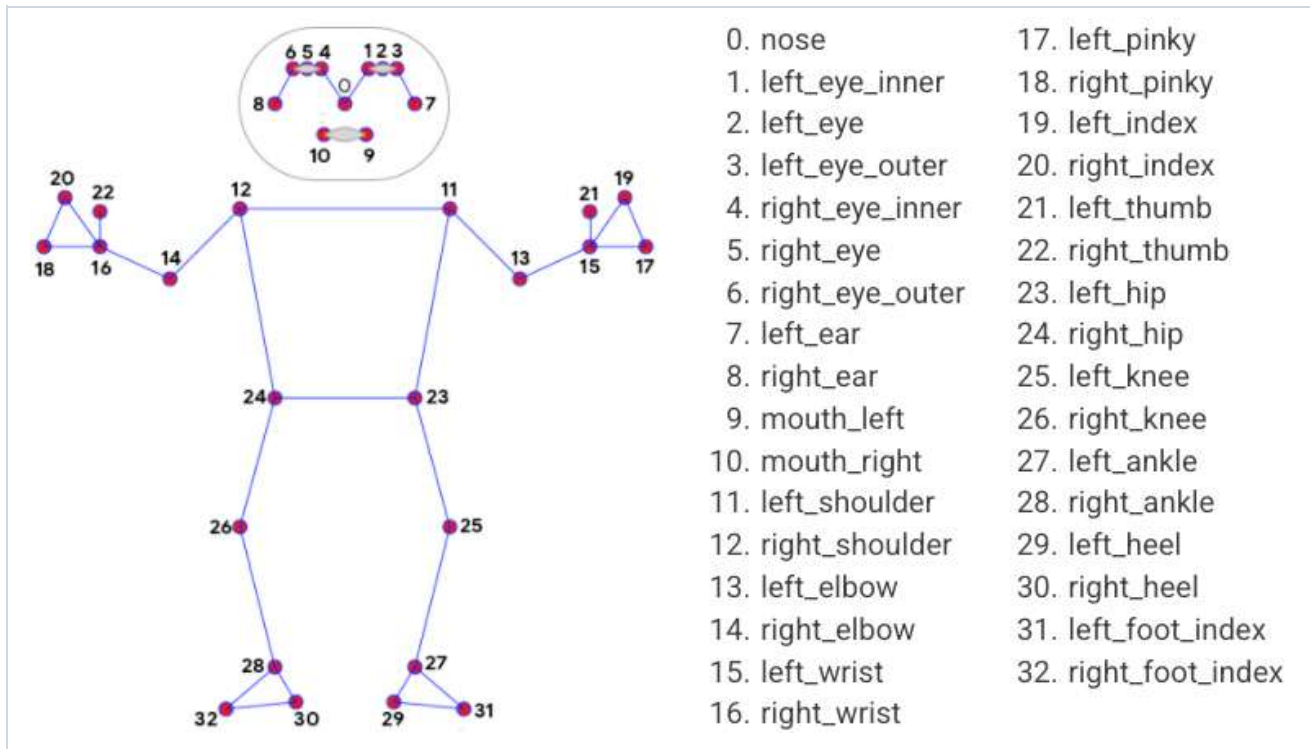 6 5 4 1 2 3
0
8 7
10 9
20 22 12 11 21 19
18 16 14 13 15 17
24 23
26 25
28 27
32 30 29 31
0. nose
1. left_eye_inner
2. left_eye
3. left_eye_outer
4. right_eye_inner
5. right_eye
6. right_eye_outer
7. left_ear
8. right_ear
9. mouth_left
10. mouth_right
11. left_shoulder
12. right_shoulder
13. left_elbow
14. right_elbow
15. left_wrist
16. right_wrist
17. left_pinky
18. right_pinky
19. left_index
20. right_index
21. left_thumb
22. right_thumb
23. left_hip
24. right_hip
25. left_knee
26. right_knee
27. left_ankle
28. right_ankle
29. left_heel
30. right_heel
31. left_foot_index
32. right_foot_index